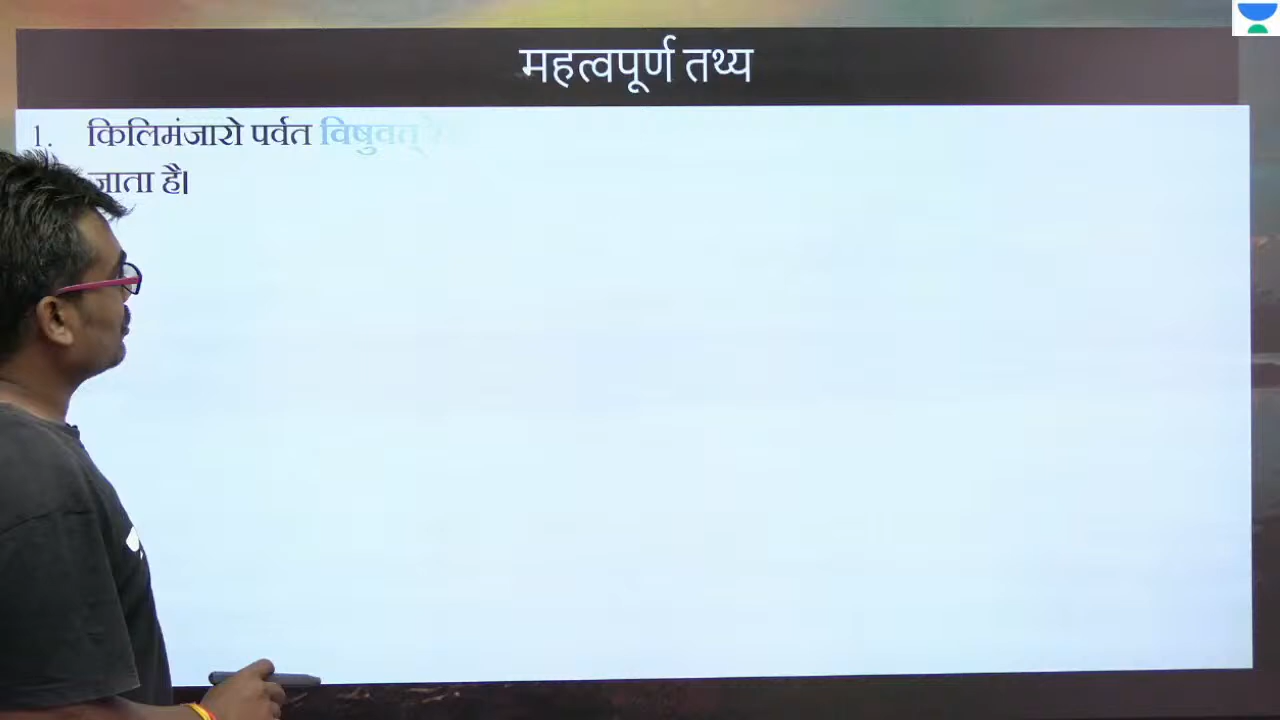 महत्वपूर्ण तथ्य
1. किलिमंजारो पर्वत विषुवत्
जाता है।